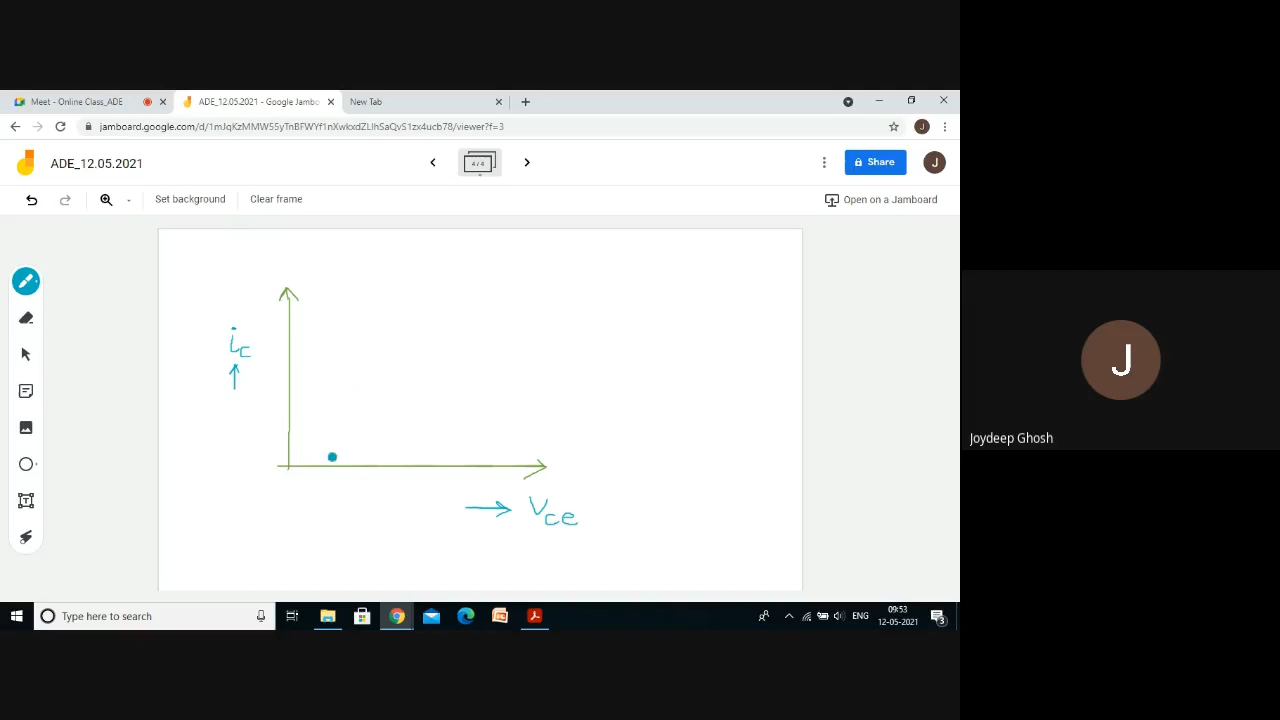 Meet - Online Class_ADE
ADE_12.05.2021 - Google Jambo
New Tab
jamboard.google.com/d/1mJqKzMMW55yTnBFWYf1nXwkxdZLlhSaQvS1zx4ucb78/viewer?f=3
J
ADE_12.05.2021
4 / 4
Share
J
Set background
Clear frame
Open on a Jamboard
ic
Vce
J
Joydeep Ghosh
Type here to search
ENG
09:53
12-05-2021
3